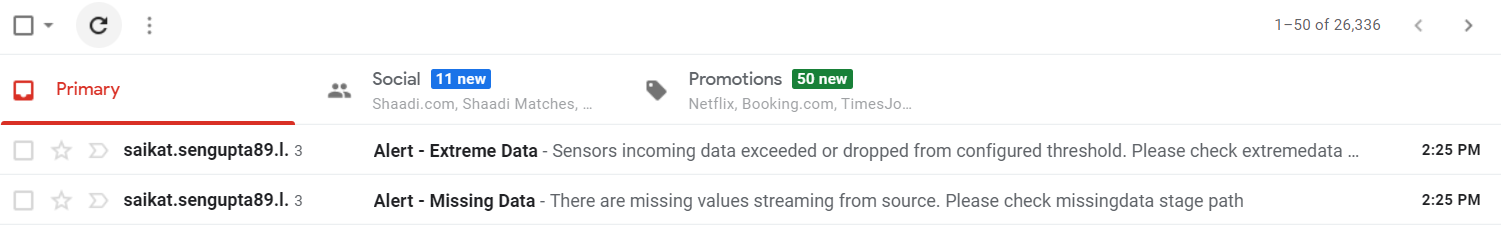 1–50 of 26,336
Primary
Social 11 new
Shaadi.com, Shaadi Matches, …
Promotions 50 new
Netflix, Booking.com, TimesJo…
saikat.sengupta89.l. 3 Alert - Extreme Data - Sensors incoming data exceeded or dropped from configured threshold. Please check extremedata … 2:25 PM
saikat.sengupta89.l. 3 Alert - Missing Data - There are missing values streaming from source. Please check missingdata stage path 2:25 PM